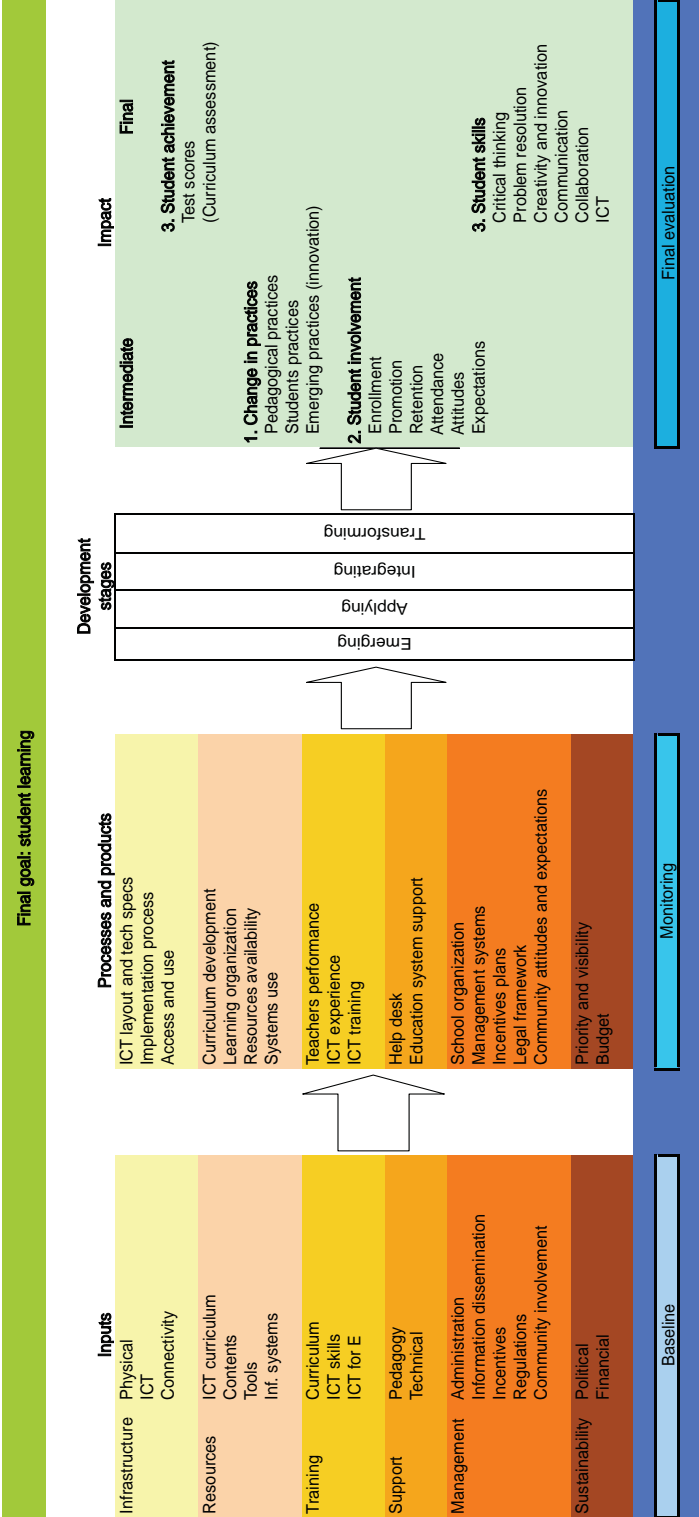 Final goal: student learning
Inputs
Infrastructure
Physical
ICT
Connectivity
Resources
ICT curriculum
Contents
Tools
Inf. systems
Training
Curriculum
ICT skills
ICT for E
Support
Pedagogy
Technical
Management
Administration
Information dissemination
Incentives
Regulations
Community involvement
Sustainability
Political
Financial
Processes and products
ICT layout and tech specs
Implementation process
Access and use
Curriculum development
Learning organization
Resources availability
Systems use
Teachers performance
ICT experience
ICT training
Help desk
Education system support
School organization
Management systems
Incentives plans
Legal framework
Community attitudes and expectations
Priority and visibility
Budget
Development
stages
Emerging
Applying
Integrating
Transforming
Impact
Intermediate
Final
1. Change in practices
Pedagogical practices
Students practices
Emerging practices (innovation)
2. Student involvement
Enrollment
Promotion
Retention
Attendance
Attitudes
Expectations
3. Student achievement
Test scores
(Curriculum assessment)
3. Student skills
Critical thinking
Problem resolution
Creativity and innovation
Communication
Collaboration
ICT
Baseline
Monitoring
Final evaluation